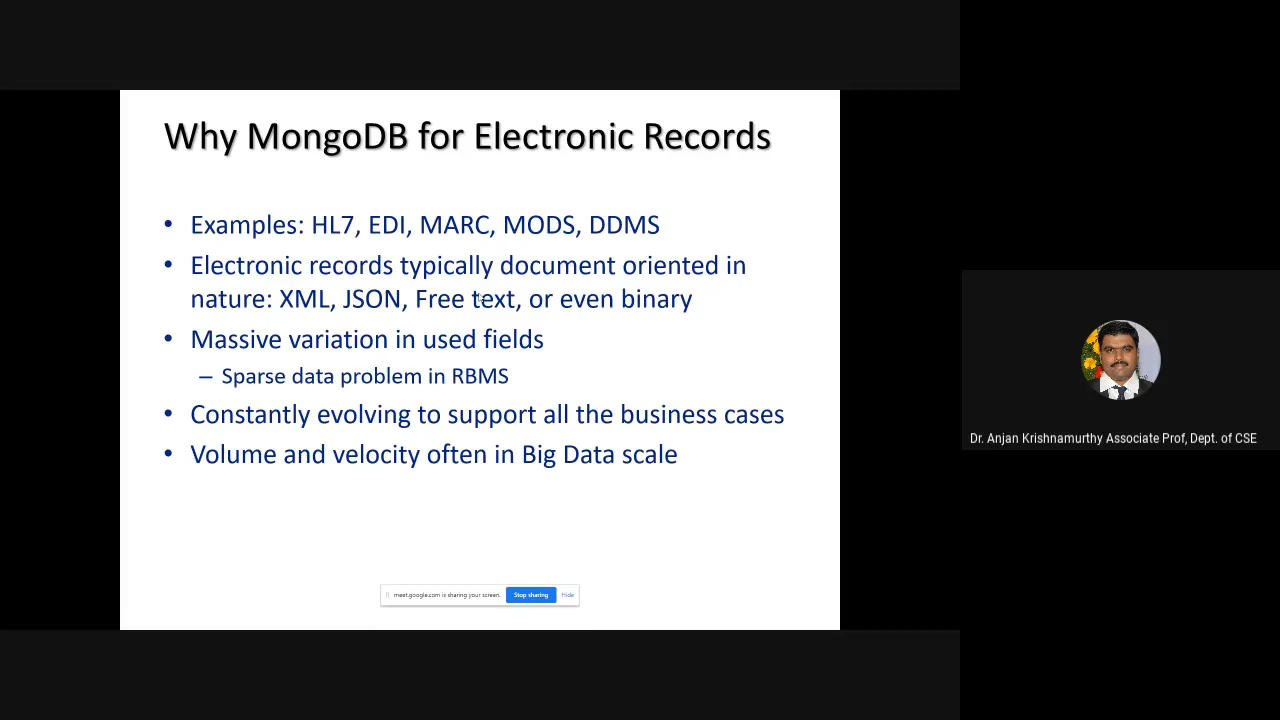 Why MongoDB for Electronic Records
• Examples: HL7, EDI, MARC, MODS, DDMS
• Electronic records typically document oriented in
nature: XML, JSON, Free text, or even binary
• Massive variation in used fields
– Sparse data problem in RBMS
• Constantly evolving to support all the business cases
• Volume and velocity often in Big Data scale
meet.google.com is sharing your screen. Stop sharing Hide
Dr. Anjan Krishnamurthy Associate Prof, Dept. of CSE